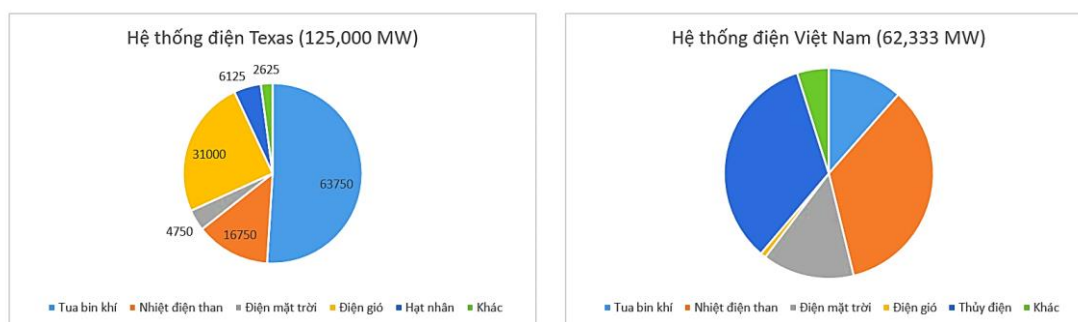 Hệ thống điện Texas (125,000 MW)
6125
2625
31000
63750
4750
16750
Tua bin khí Nhiệt điện than Điện mặt trời Điện gió Hạt nhân Khác
Hệ thống điện Việt Nam (62,333 MW)
Tua bin khí Nhiệt điện than Điện mặt trời Điện gió Thủy điện Khác